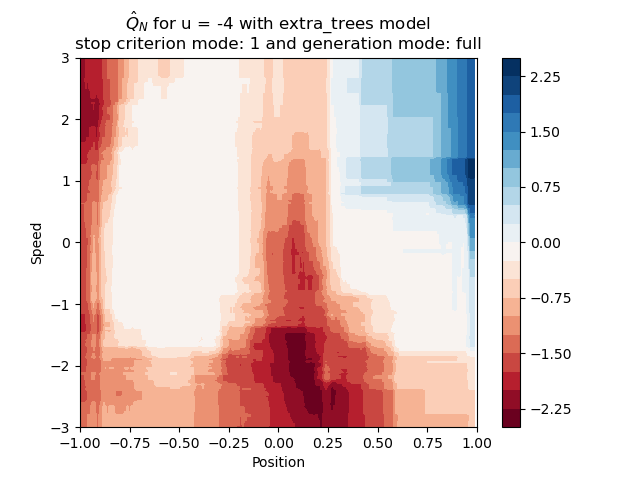 Q̂_N for u = -4 with extra_trees model
stop criterion mode: 1 and generation mode: full
3
2
1
0
−1
−2
−3
Speed
−1.00 −0.75 −0.50 −0.25 0.00 0.25 0.50 0.75 1.00
Position
2.25
1.50
0.75
0.00
−0.75
−1.50
−2.25